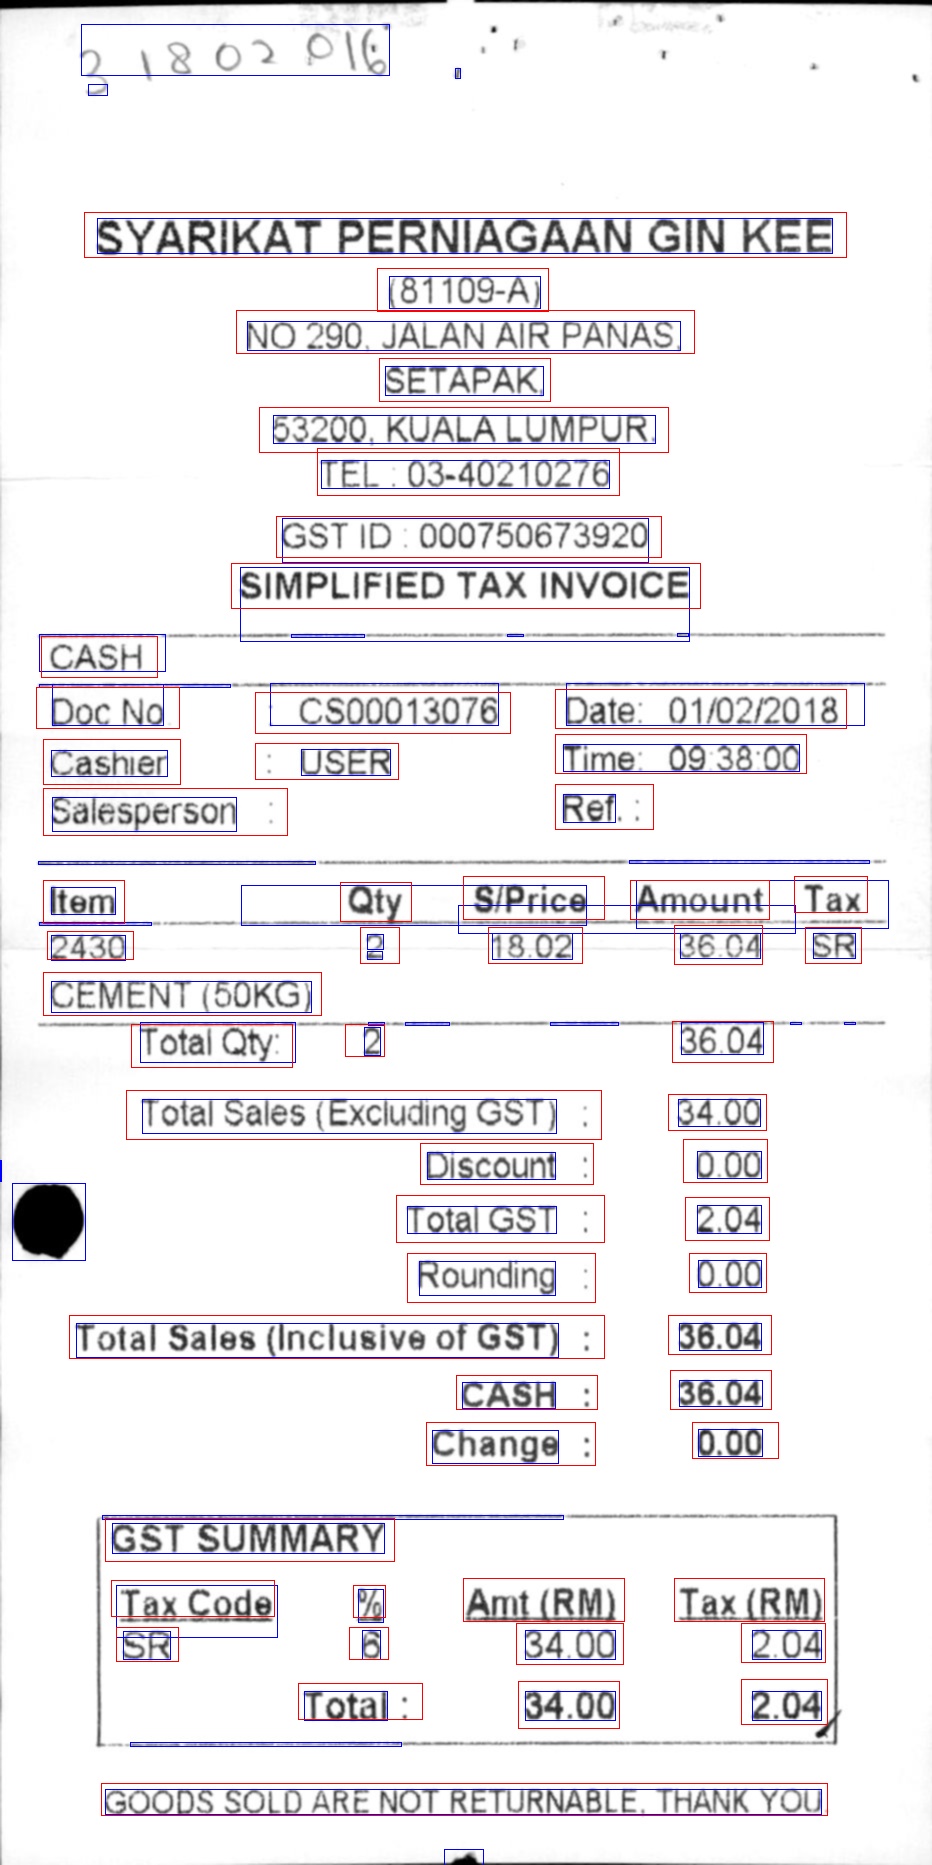 31802016
SYARIKAT PERNIAGAAN GIN KEE
(81109-A)
NO 290, JALAN AIR PANAS,
SETAPAK,
53200, KUALA LUMPUR.
TEL : 03-40210276
GST ID : 000750673920
SIMPLIFIED TAX INVOICE
CASH
Doc No. : CS00013076 Date: 01/02/2018
Cashier : USER Time: 09:38:00
Salesperson : Ref. :
Item Qty S/Price Amount Tax
2430 2 18.02 36.04 SR
CEMENT (50KG)
Total Qty: 2 36.04
Total Sales (Excluding GST) : 34.00
Discount : 0.00
Total GST : 2.04
Rounding : 0.00
Total Sales (Inclusive of GST) : 36.04
CASH : 36.04
Change : 0.00
GST SUMMARY
Tax Code % Amt (RM) Tax (RM)
SR 6 34.00 2.04
Total : 34.00 2.04
GOODS SOLD ARE NOT RETURNABLE, THANK YOU.